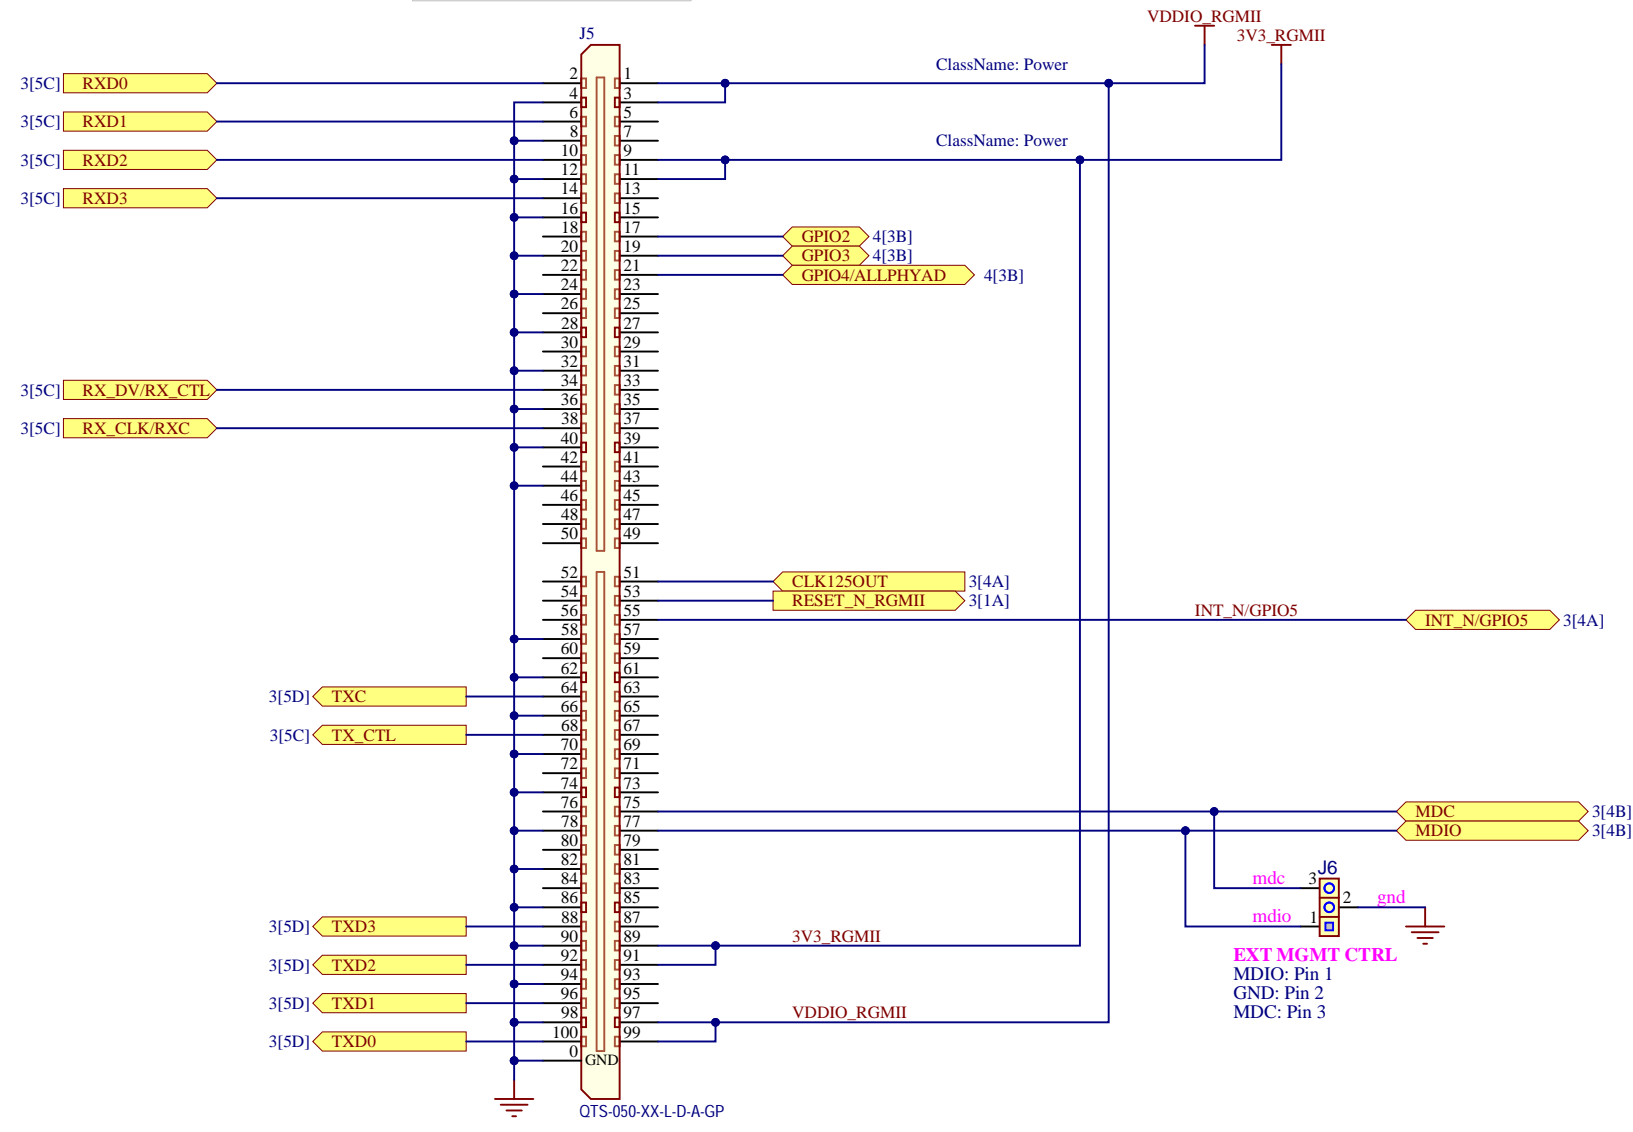 VDDIO_RGMII
J5
3V3_RGMII
ClassName: Power
3[5C] RXD0 2 1
4 3
3[5C] RXD1 6 5
8 7
ClassName: Power
3[5C] RXD2 10 9
12 11
3[5C] RXD3 14 13
16 15
18 17 GPIO2 4[3B]
20 19 GPIO3 4[3B]
22 21 GPIO4/ALLPHYAD 4[3B]
24 23
26 25
28 27
30 29
32 31
3[5C] RX_DV/RX_CTL 34 33
36 35
3[5C] RX_CLK/RXC 38 37
40 39
42 41
44 43
46 45
48 47
50 49
52 51 CLK125OUT 3[4A]
54 53 RESET_N_RGMII 3[1A]
56 55 INT_N/GPIO5 INT_N/GPIO5 3[4A]
58 57
60 59
62 61
3[5D] TXC 64 63
66 65
3[5C] TX_CTL 68 67
70 69
72 71
74 73
76 75 MDC 3[4B]
78 77 MDIO 3[4B]
80 79
82 81
J6
84 83 mdc 3
86 85 2 gnd
3[5D] TXD3 88 87 mdio 1
90 89 3V3_RGMII
EXT MGMT CTRL
3[5D] TXD2 92 91
MDIO: Pin 1
94 93
GND: Pin 2
3[5D] TXD1 96 95
MDC: Pin 3
98 97 VDDIO_RGMII
3[5D] TXD0 100 99
0 GND
QTS-050-XX-L-D-A-GP